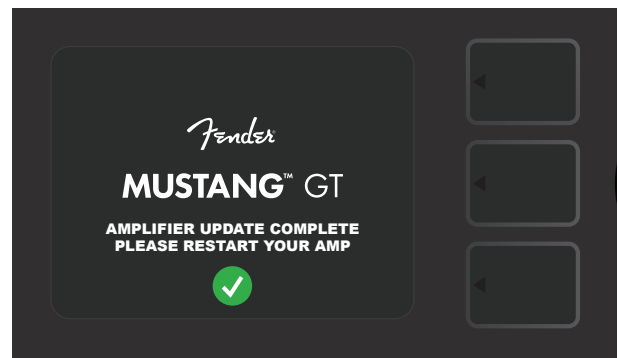 Fender
MUSTANG™ GT
AMPLIFIER UPDATE COMPLETE
PLEASE RESTART YOUR AMP